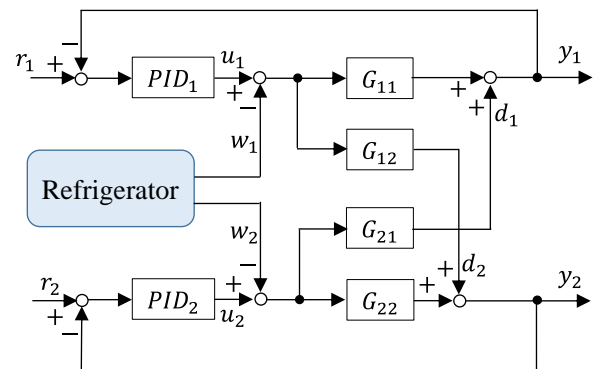 r₁ + − PID₁ u₁ + − G₁₁ + + y₁
d₁
w₁
G₁₂
Refrigerator
w₂
G₂₁
d₂
r₂ + − PID₂ u₂ + − G₂₂ + + y₂